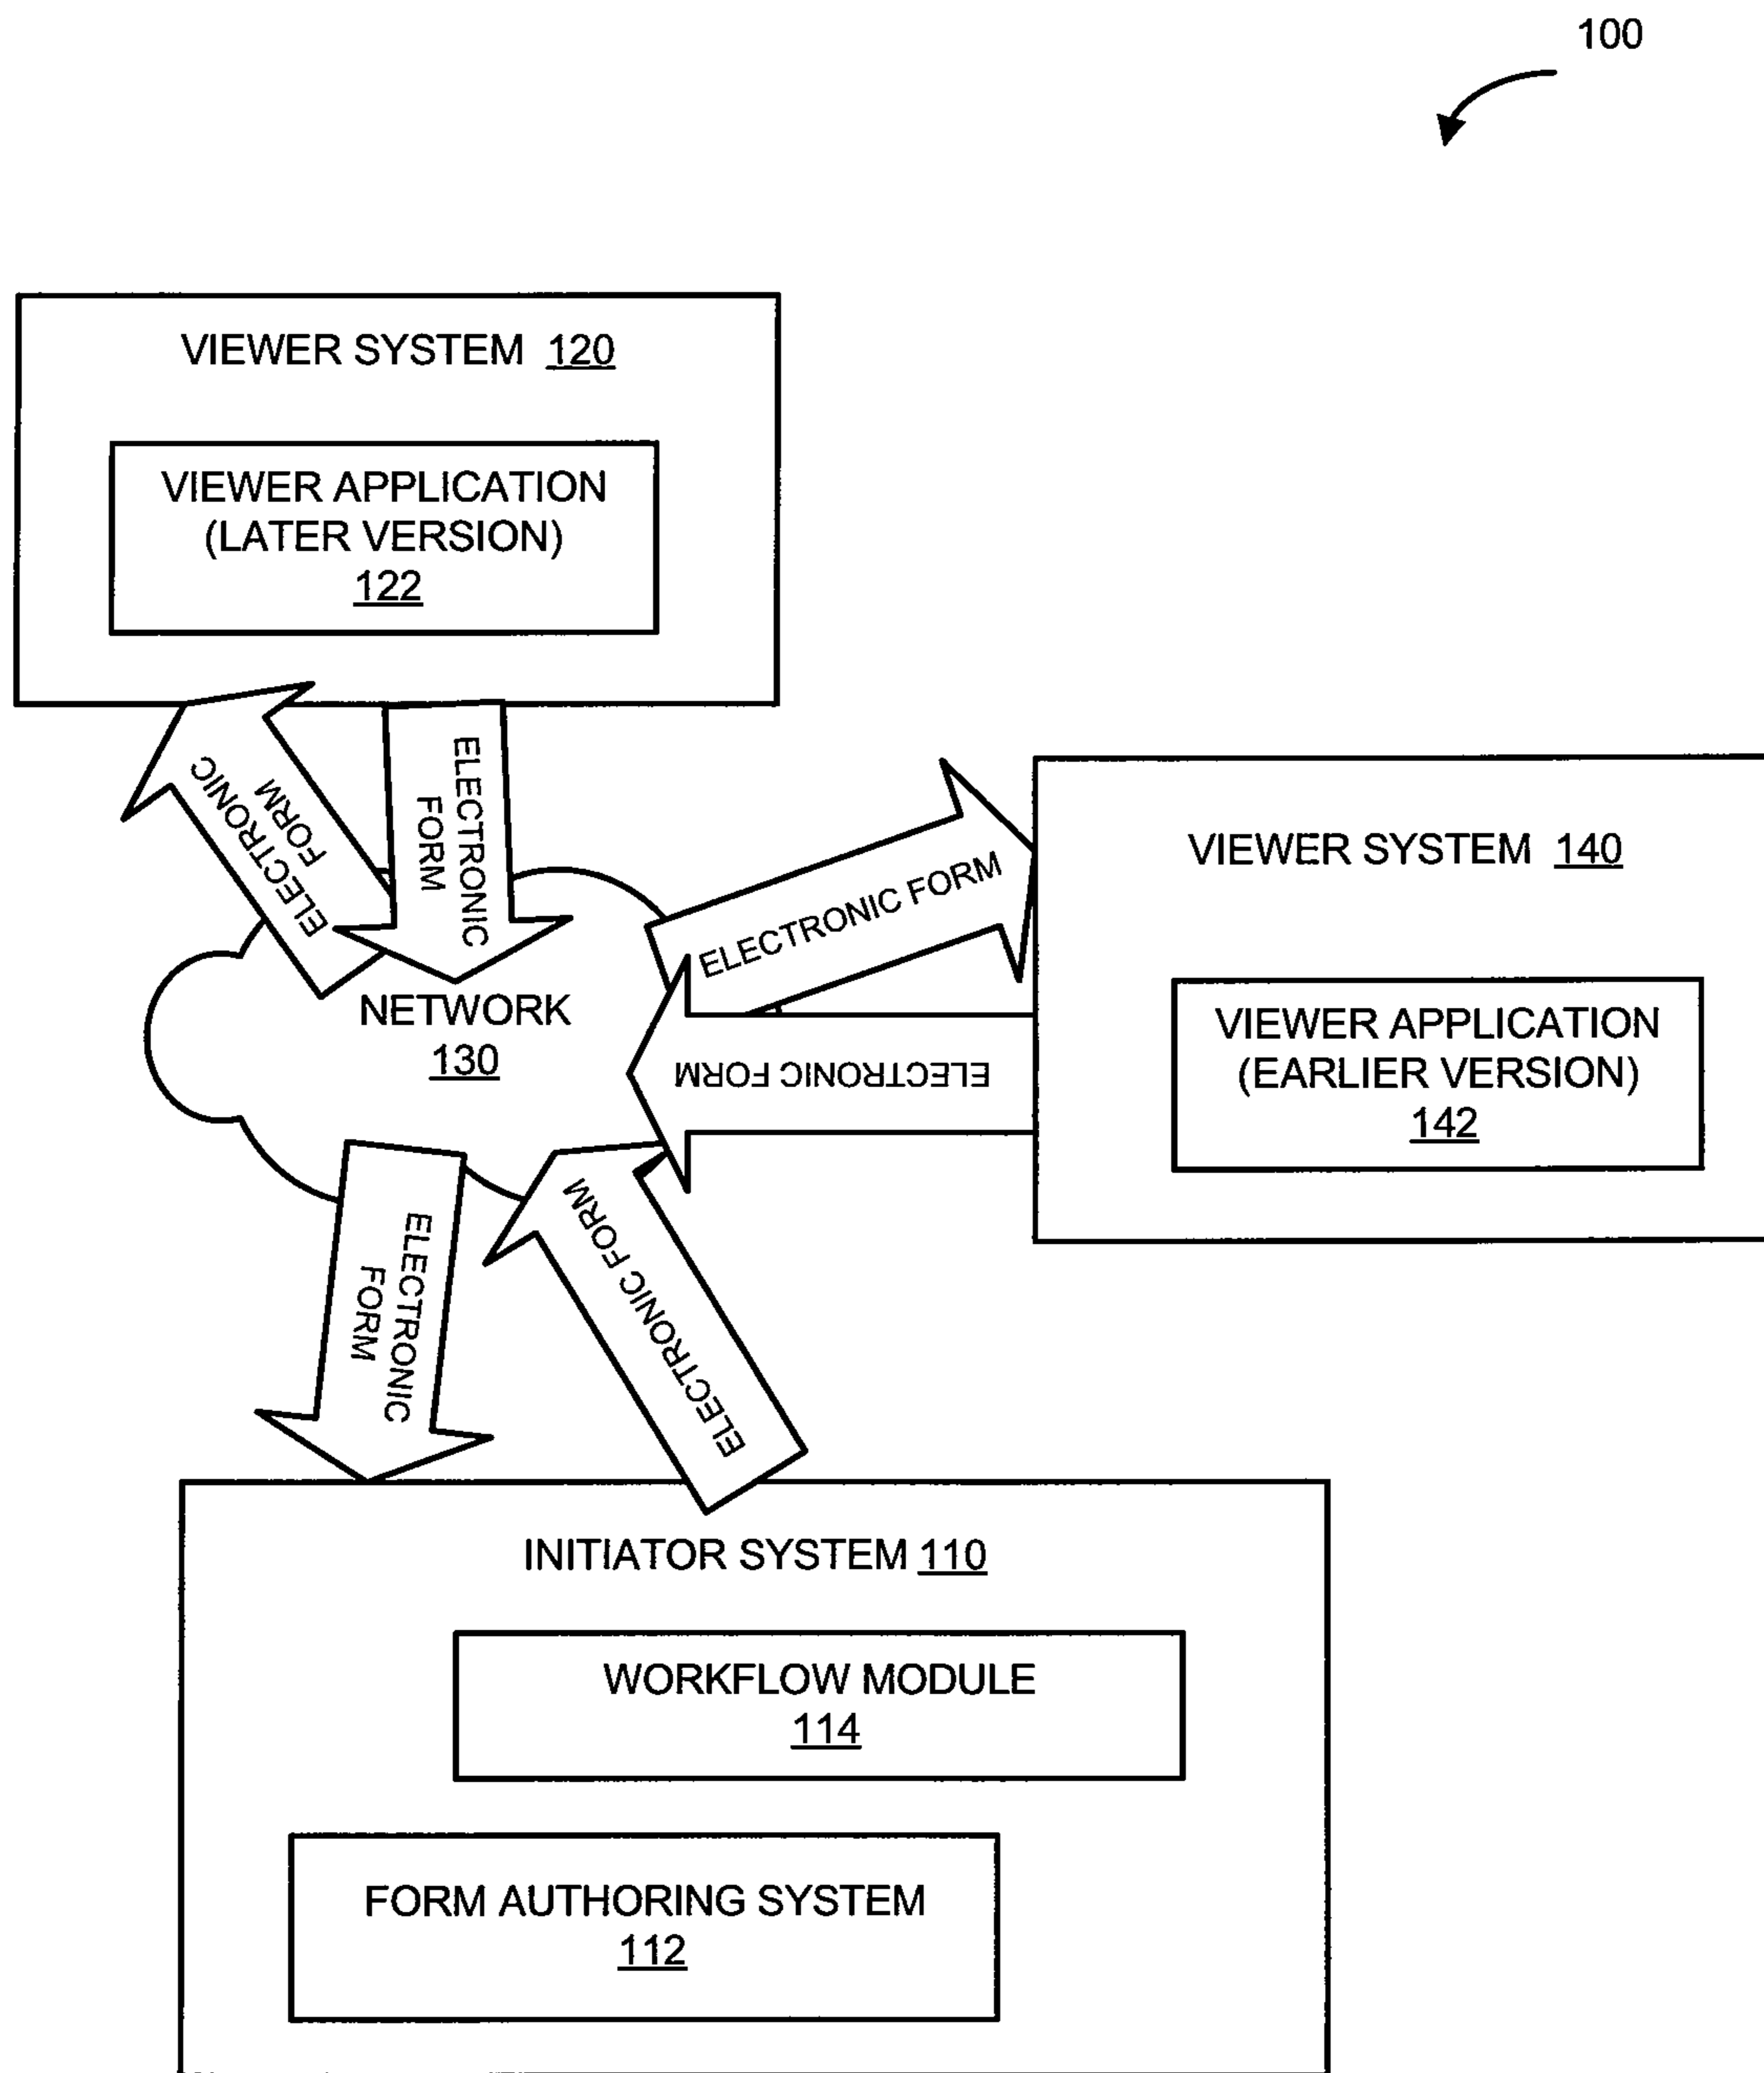 100
VIEWER SYSTEM 120
VIEWER APPLICATION
(LATER VERSION)
122
ELECTRONIC
FORM
ELECTRONIC
FORM
ELECTRONIC FORM
VIEWER SYSTEM 140
VIEWER APPLICATION
(EARLIER VERSION)
142
NETWORK
130
ELECTRONIC FORM
ELECTRONIC
FORM
ELECTRONIC FORM
INITIATOR SYSTEM 110
WORKFLOW MODULE
114
FORM AUTHORING SYSTEM
112